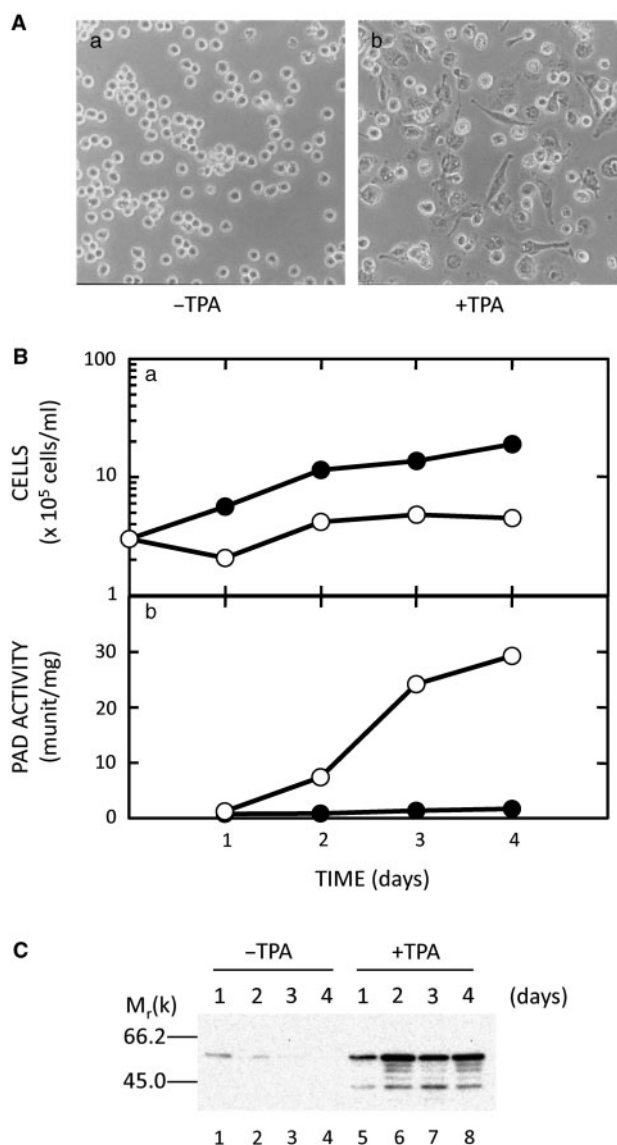 A
a
b
–TPA
+TPA
B
a
100
10
1
CELLS
(x 10⁵ cells/ml)
b
30
20
10
0
PAD ACTIVITY
(munit/mg)
1 2 3 4
TIME (days)
C
–TPA +TPA
1 2 3 4 1 2 3 4 (days)
Mᵣ(k)
66.2
45.0
1 2 3 4 5 6 7 8